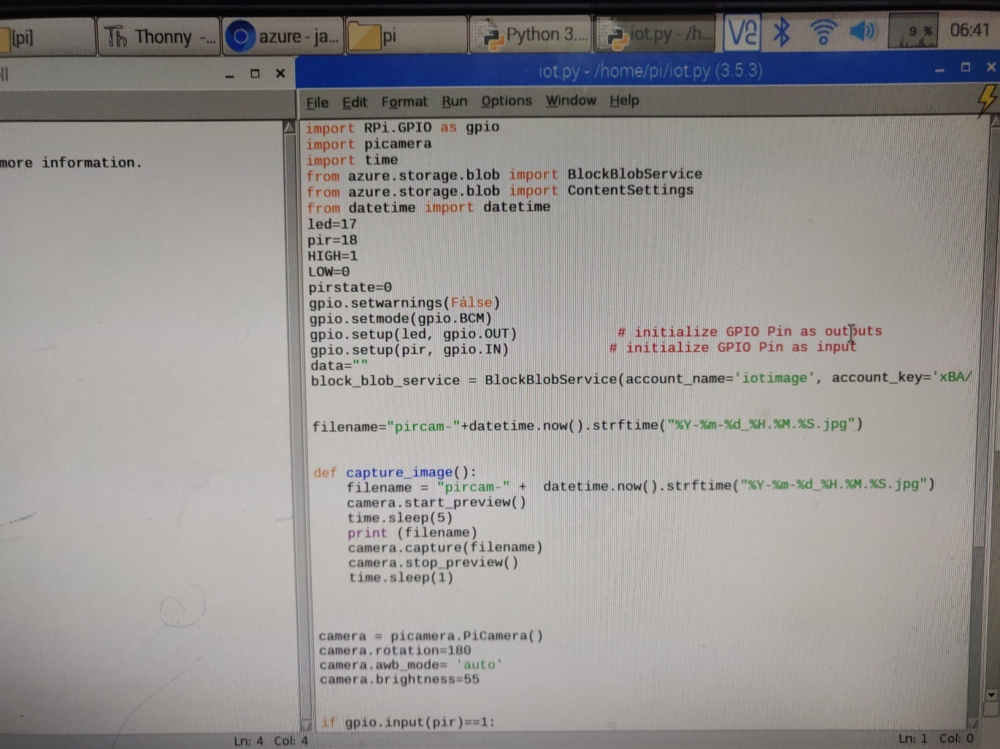 [pi]
Thonny -...
azure - ja...
pi
Python 3....
iot.py - /h...
9 %
06:41
ll
iot.py - /home/pi/iot.py (3.5.3)
File Edit Format Run Options Window Help
more information.
import RPi.GPIO as gpio
import picamera
import time
from azure.storage.blob import BlockBlobService
from azure.storage.blob import ContentSettings
from datetime import datetime
led=17
pir=18
HIGH=1
LOW=0
pirstate=0
gpio.setwarnings(False)
gpio.setmode(gpio.BCM)
gpio.setup(led, gpio.OUT) # initialize GPIO Pin as outputs
gpio.setup(pir, gpio.IN) # initialize GPIO Pin as input
data=""
block_blob_service = BlockBlobService(account_name='iotimage', account_key='xBA/
filename="pircam-"+datetime.now().strftime("%Y-%m-%d_%H.%M.%S.jpg")
def capture_image():
filename = "pircam-" + datetime.now().strftime("%Y-%m-%d_%H.%M.%S.jpg")
camera.start_preview()
time.sleep(5)
print (filename)
camera.capture(filename)
camera.stop_preview()
time.sleep(1)
camera = picamera.PiCamera()
camera.rotation=180
camera.awb_mode= 'auto'
camera.brightness=55
if gpio.input(pir)==1:
Ln: 4 Col: 4
Ln: 1 Col: 0